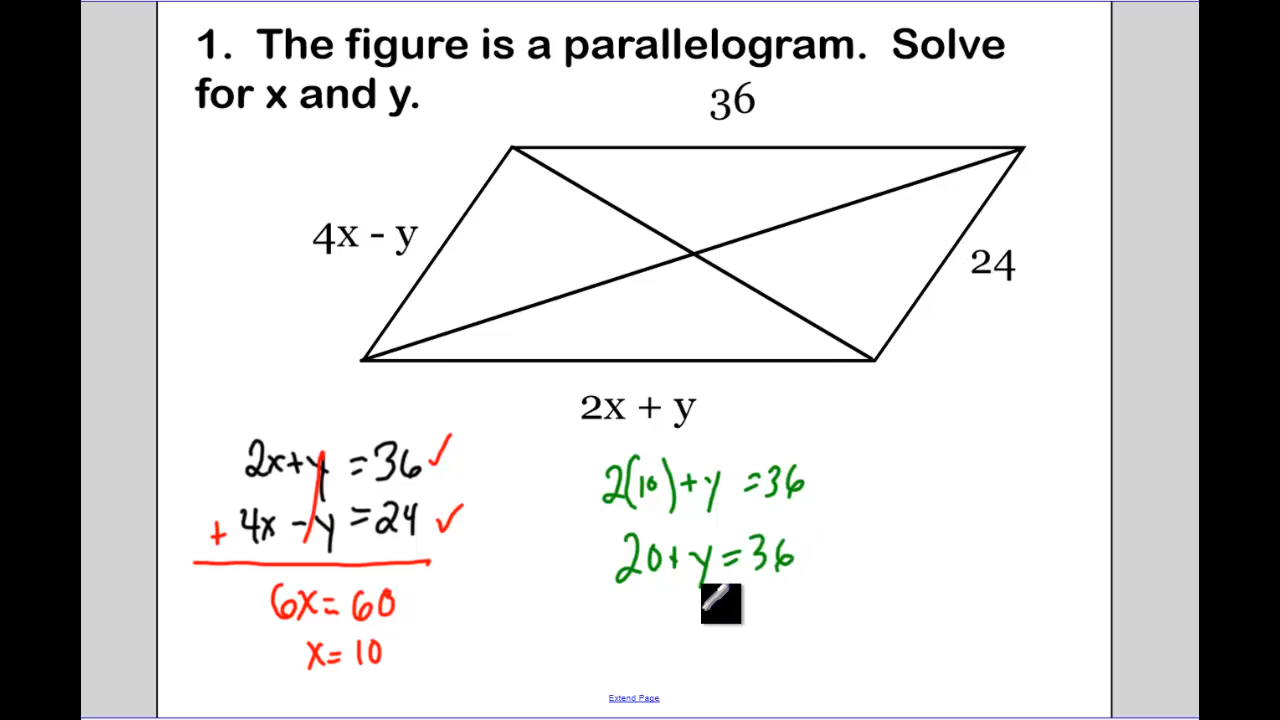 1. The figure is a parallelogram. Solve
for x and y.
36
4x - y
24
2x + y
2x+y = 36 ✓
+ 4x - y = 24 ✓
6x = 60
x = 10
2(10) + y = 36
20 + y = 36
Extend Page